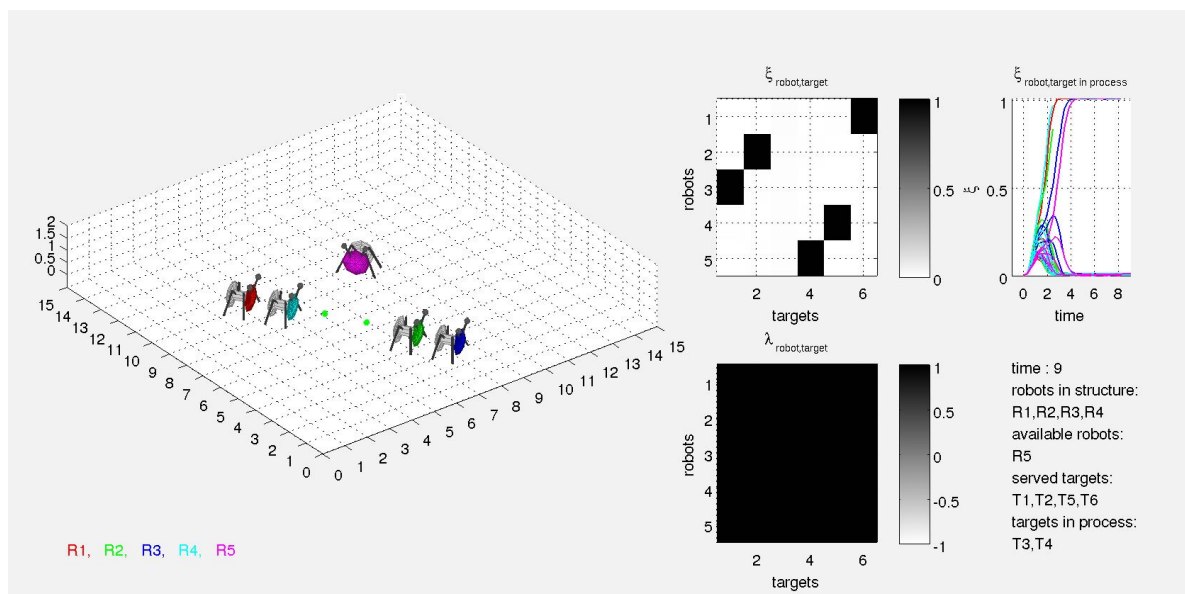 2
1.5
1
0.5
0
15
14
13
12
11
10
9
8
7
6
5
4
3
2
1
0
0
1
2
3
4
5
6
7
8
9
10
11
12
13
14
15
R1, R2, R3, R4, R5
ξ robot,target
1
2
3
4
5
robots
2 4 6
targets
1
0.5
0
ξ robot,target in process
1
0.5
0
ξ
0 2 4 6 8
time
λ robot,target
1
2
3
4
5
robots
2 4 6
targets
1
0.5
0
-0.5
-1
time : 9
robots in structure:
R1,R2,R3,R4
available robots:
R5
served targets:
T1,T2,T5,T6
targets in process:
T3,T4